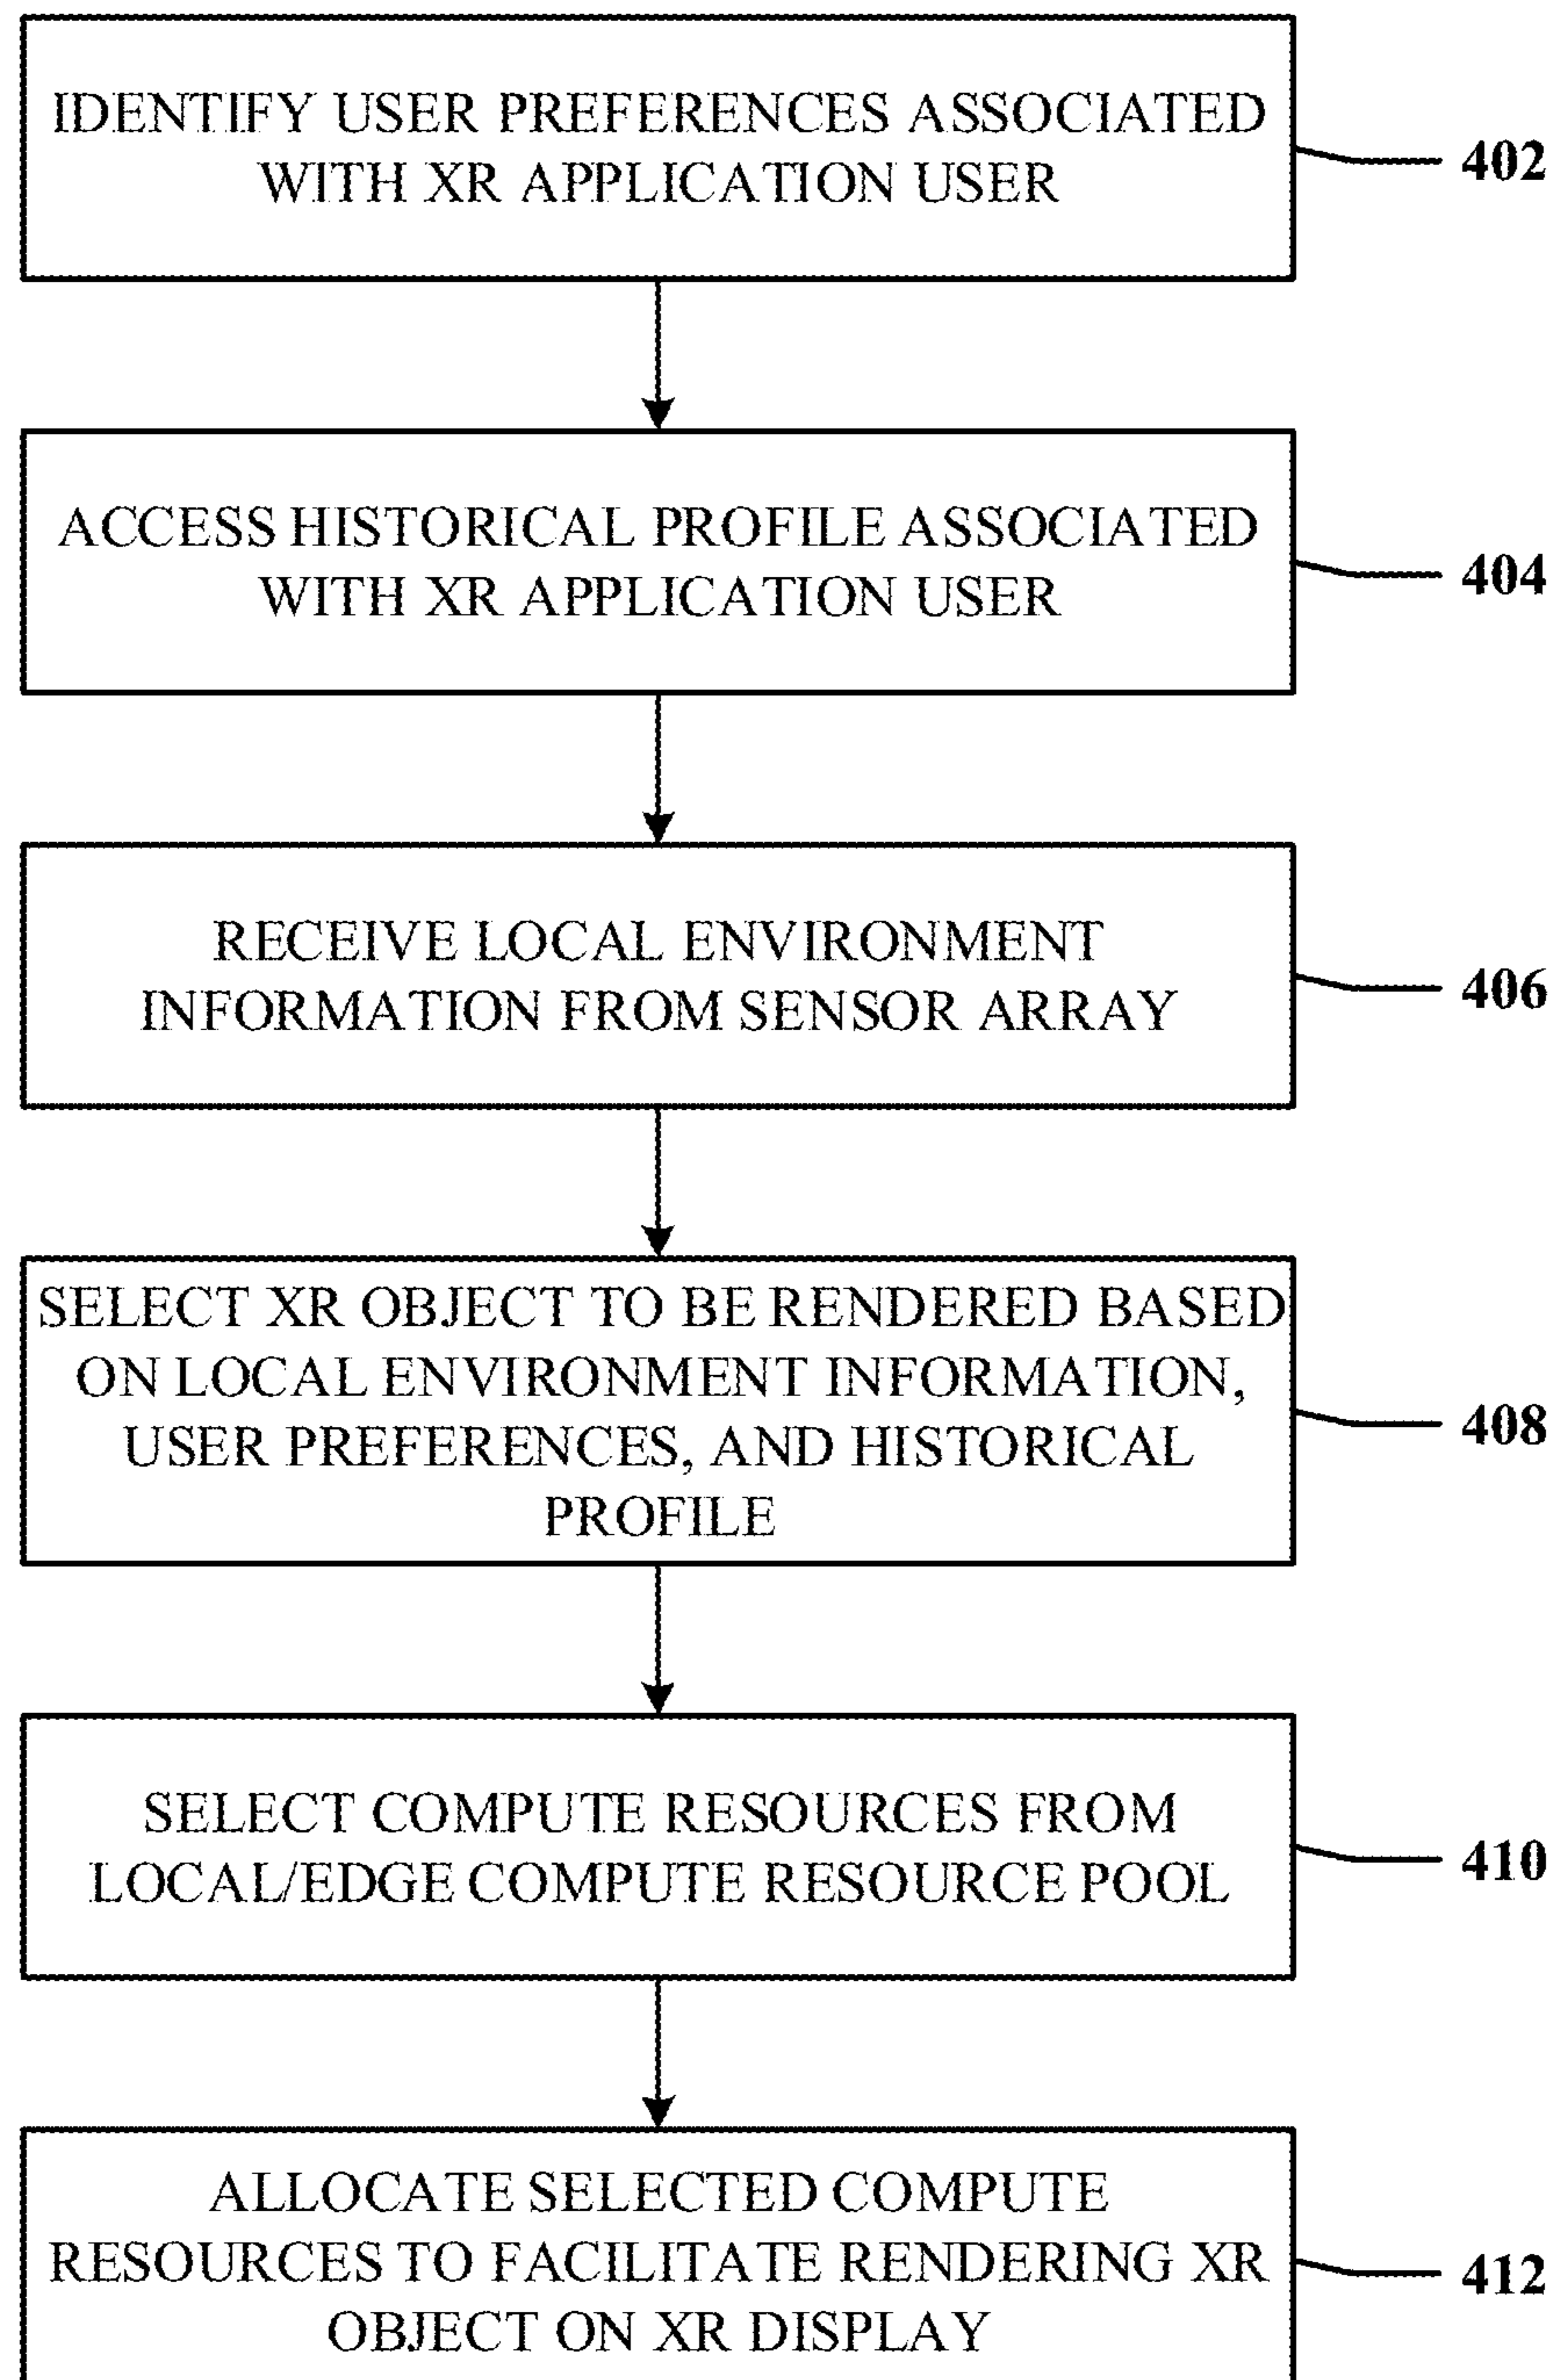 IDENTIFY USER PREFERENCES ASSOCIATED
WITH XR APPLICATION USER
402
ACCESS HISTORICAL PROFILE ASSOCIATED
WITH XR APPLICATION USER
404
RECEIVE LOCAL ENVIRONMENT
INFORMATION FROM SENSOR ARRAY
406
SELECT XR OBJECT TO BE RENDERED BASED
ON LOCAL ENVIRONMENT INFORMATION,
USER PREFERENCES, AND HISTORICAL
PROFILE
408
SELECT COMPUTE RESOURCES FROM
LOCAL/EDGE COMPUTE RESOURCE POOL
410
ALLOCATE SELECTED COMPUTE
RESOURCES TO FACILITATE RENDERING XR
OBJECT ON XR DISPLAY
412